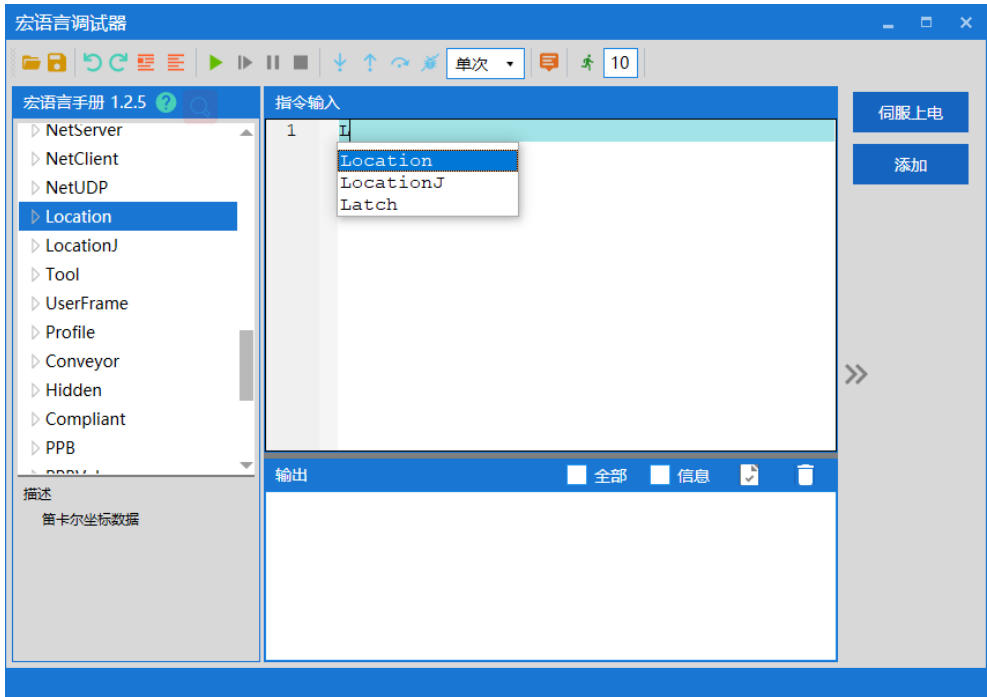 宏语言调试器
单次
10
宏语言手册 1.2.5
NetServer
NetClient
NetUDP
Location
LocationJ
Tool
UserFrame
Profile
Conveyor
Hidden
Compliant
PPB
描述
笛卡尔坐标数据
指令输入
1 L
Location
LocationJ
Latch
输出 全部 信息
伺服上电
添加